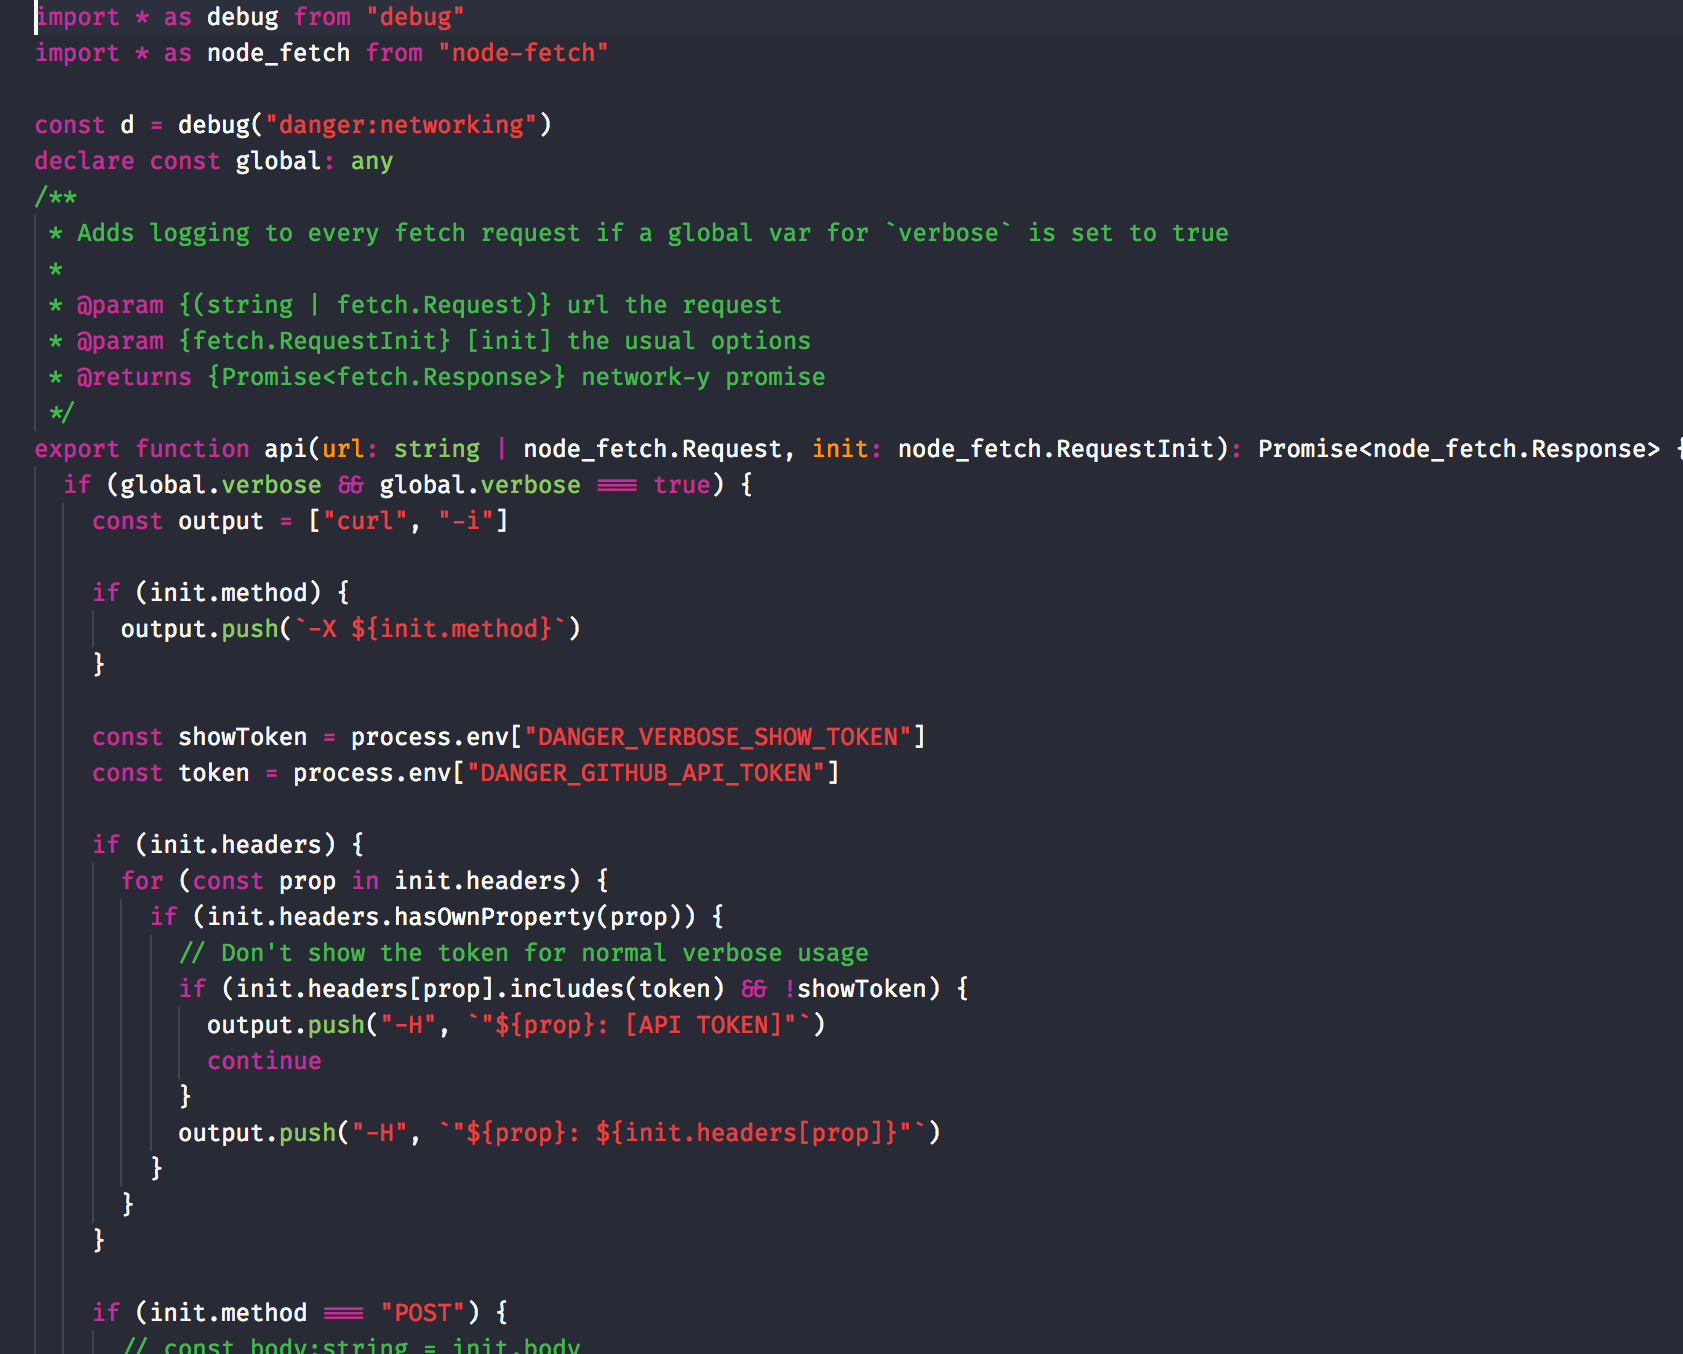 import * as debug from "debug"
import * as node_fetch from "node-fetch"

const d = debug("danger:networking")
declare const global: any
/**
 * Adds logging to every fetch request if a global var for `verbose` is set to true
 *
 * @param {(string | fetch.Request)} url the request
 * @param {fetch.RequestInit} [init] the usual options
 * @returns {Promise<fetch.Response>} network-y promise
 */
export function api(url: string | node_fetch.Request, init: node_fetch.RequestInit): Promise<node_fetch.Response> {
  if (global.verbose && global.verbose === true) {
    const output = ["curl", "-i"]

    if (init.method) {
      output.push(`-X ${init.method}`)
    }

    const showToken = process.env["DANGER_VERBOSE_SHOW_TOKEN"]
    const token = process.env["DANGER_GITHUB_API_TOKEN"]

    if (init.headers) {
      for (const prop in init.headers) {
        if (init.headers.hasOwnProperty(prop)) {
          // Don't show the token for normal verbose usage
          if (init.headers[prop].includes(token) && !showToken) {
            output.push("-H", `"${prop}: [API TOKEN]"`)
            continue
          }
          output.push("-H", `"${prop}: ${init.headers[prop]}"`)
        }
      }
    }

    if (init.method === "POST") {
      // const body:string = init.body